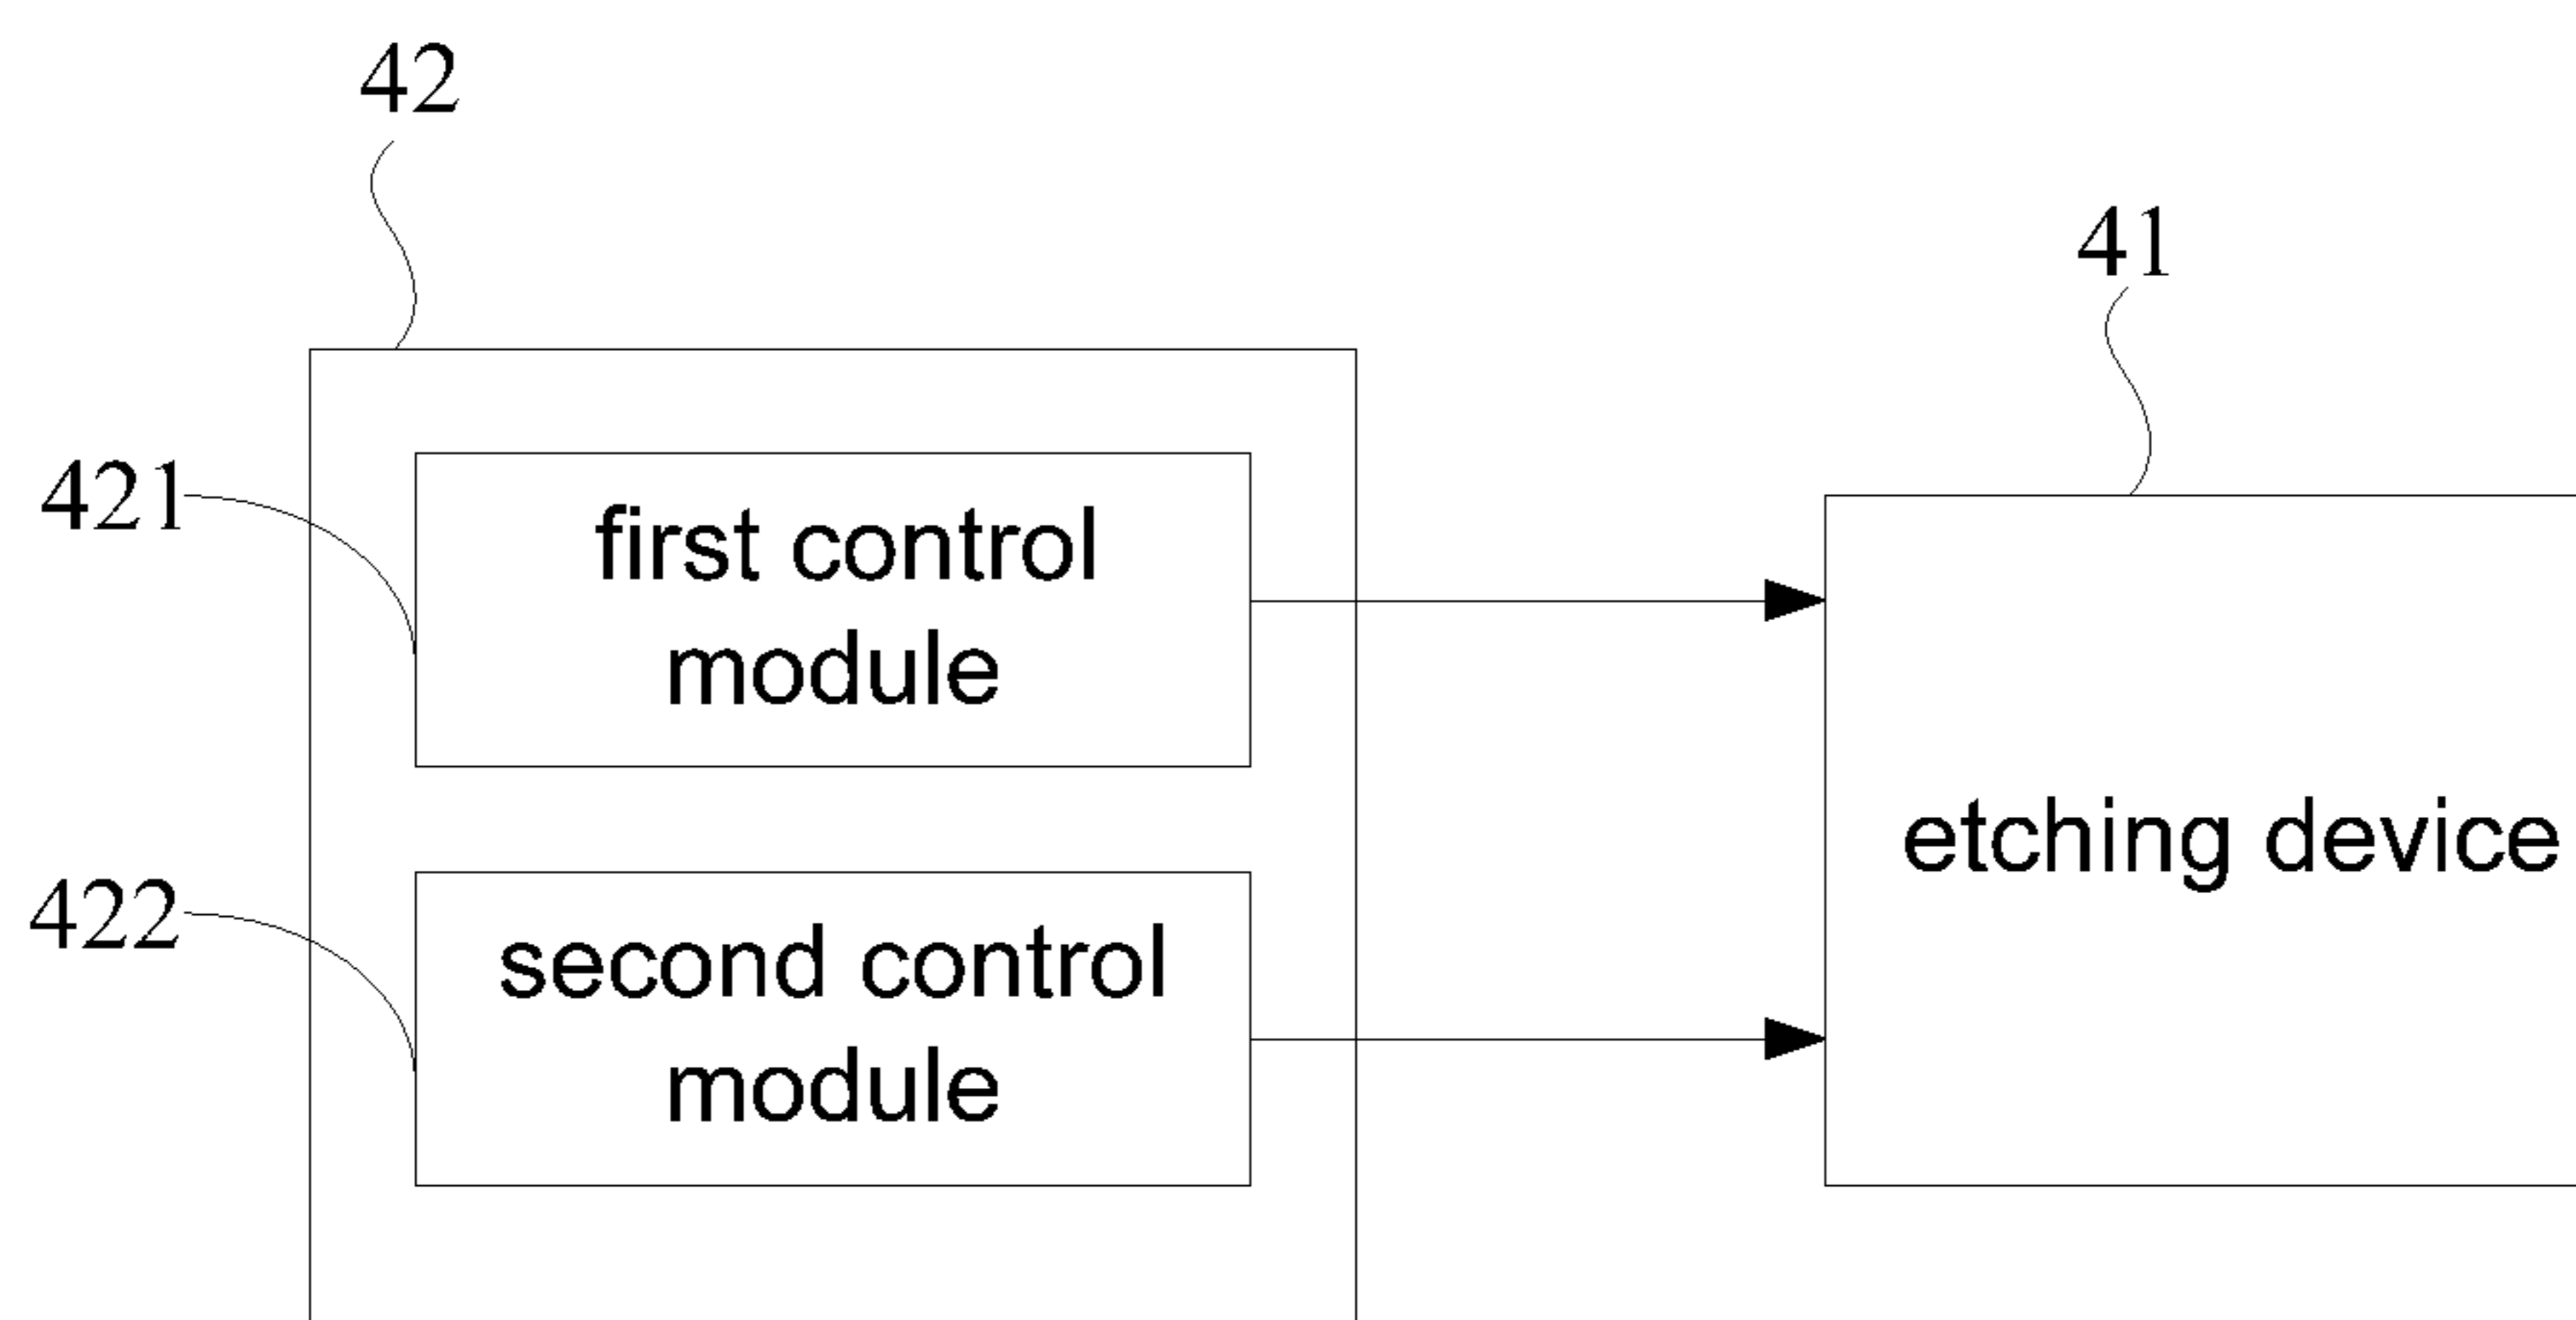 42
41
421
first control
module
etching device
422
second control
module